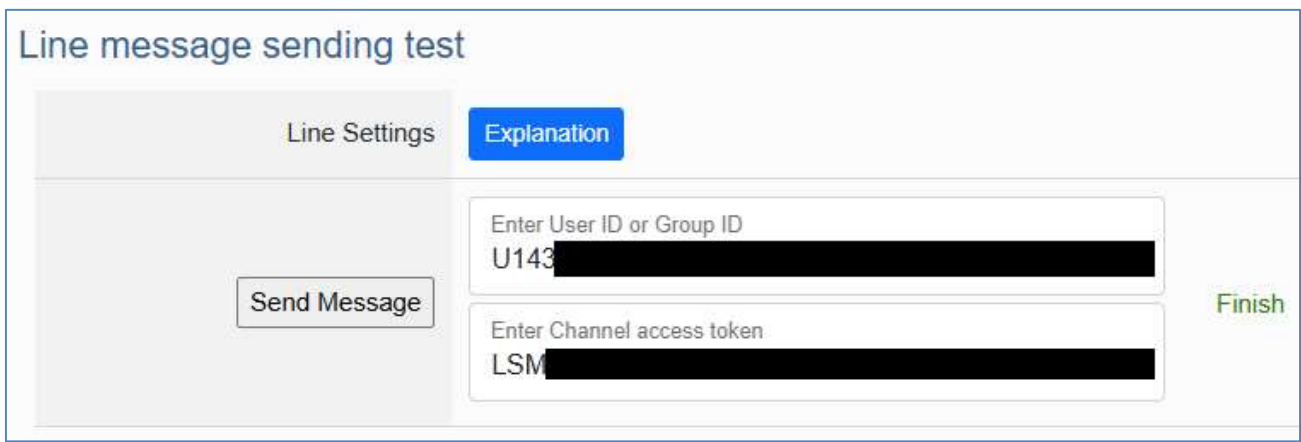 Line message sending test
Line Settings
Explanation
Send Message
Enter User ID or Group ID
U143
Enter Channel access token
LSM
Finish